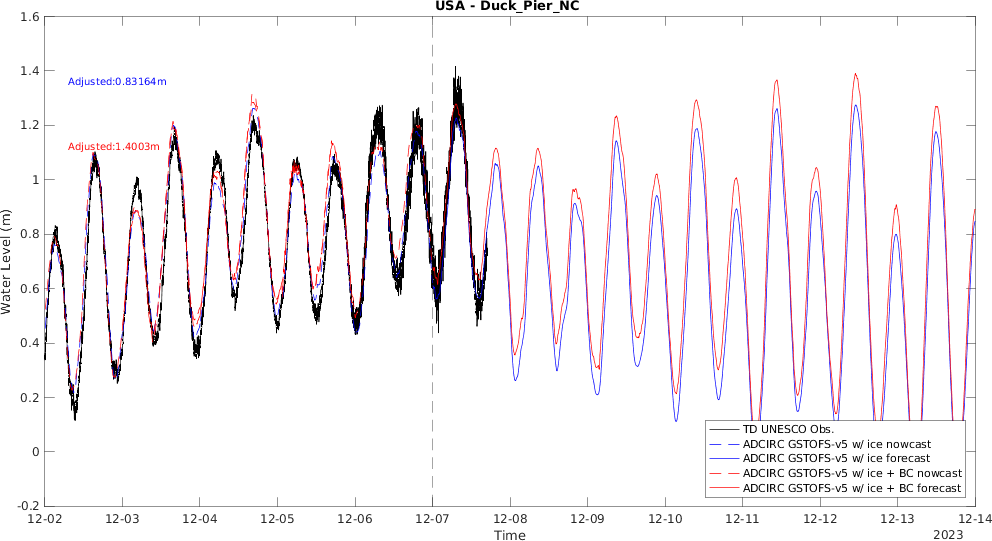 USA - Duck_Pier_NC
1.6
1.4
1.2
1
0.8
0.6
0.4
0.2
0
-0.2
Water Level (m)
Adjusted:0.83164m
Adjusted:1.4003m
TD UNESCO Obs.
ADCIRC GSTOFS-v5 w/ ice nowcast
ADCIRC GSTOFS-v5 w/ ice forecast
ADCIRC GSTOFS-v5 w/ ice + BC nowcast
ADCIRC GSTOFS-v5 w/ ice + BC forecast
12-02 12-03 12-04 12-05 12-06 12-07 12-08 12-09 12-10 12-11 12-12 12-13 12-14
Time
2023